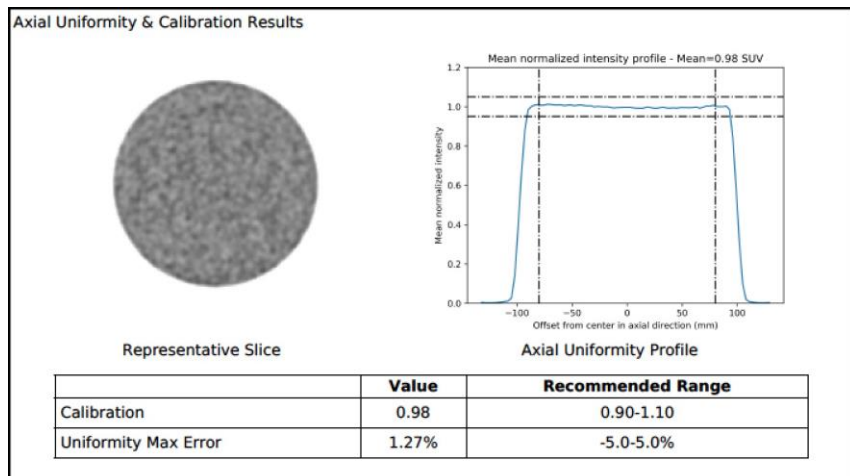 Axial Uniformity & Calibration Results
Mean normalized intensity profile - Mean=0.98 SUV
1.2
1.0
0.8
0.6
0.4
0.2
0.0
Mean normalized intensity
−100 −50 0 50 100
Offset from center in axial direction (mm)
Representative Slice
Axial Uniformity Profile
Value Recommended Range
Calibration 0.98 0.90-1.10
Uniformity Max Error 1.27% -5.0-5.0%